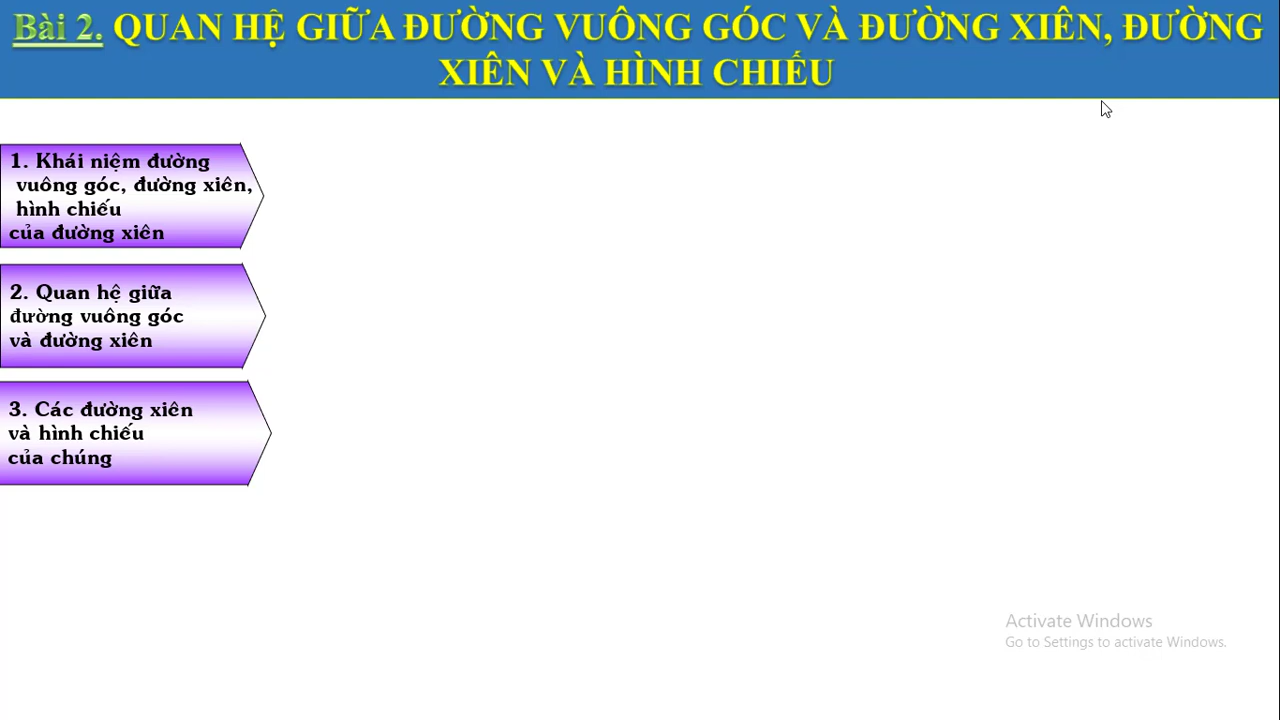 Bài 2. QUAN HỆ GIỮA ĐƯỜNG VUÔNG GÓC VÀ ĐƯỜNG XIÊN, ĐƯỜNG
XIÊN VÀ HÌNH CHIẾU
1. Khái niệm đường
vuông góc, đường xiên,
hình chiếu
của đường xiên
2. Quan hệ giữa
đường vuông góc
và đường xiên
3. Các đường xiên
và hình chiếu
của chúng
Activate Windows
Go to Settings to activate Windows.